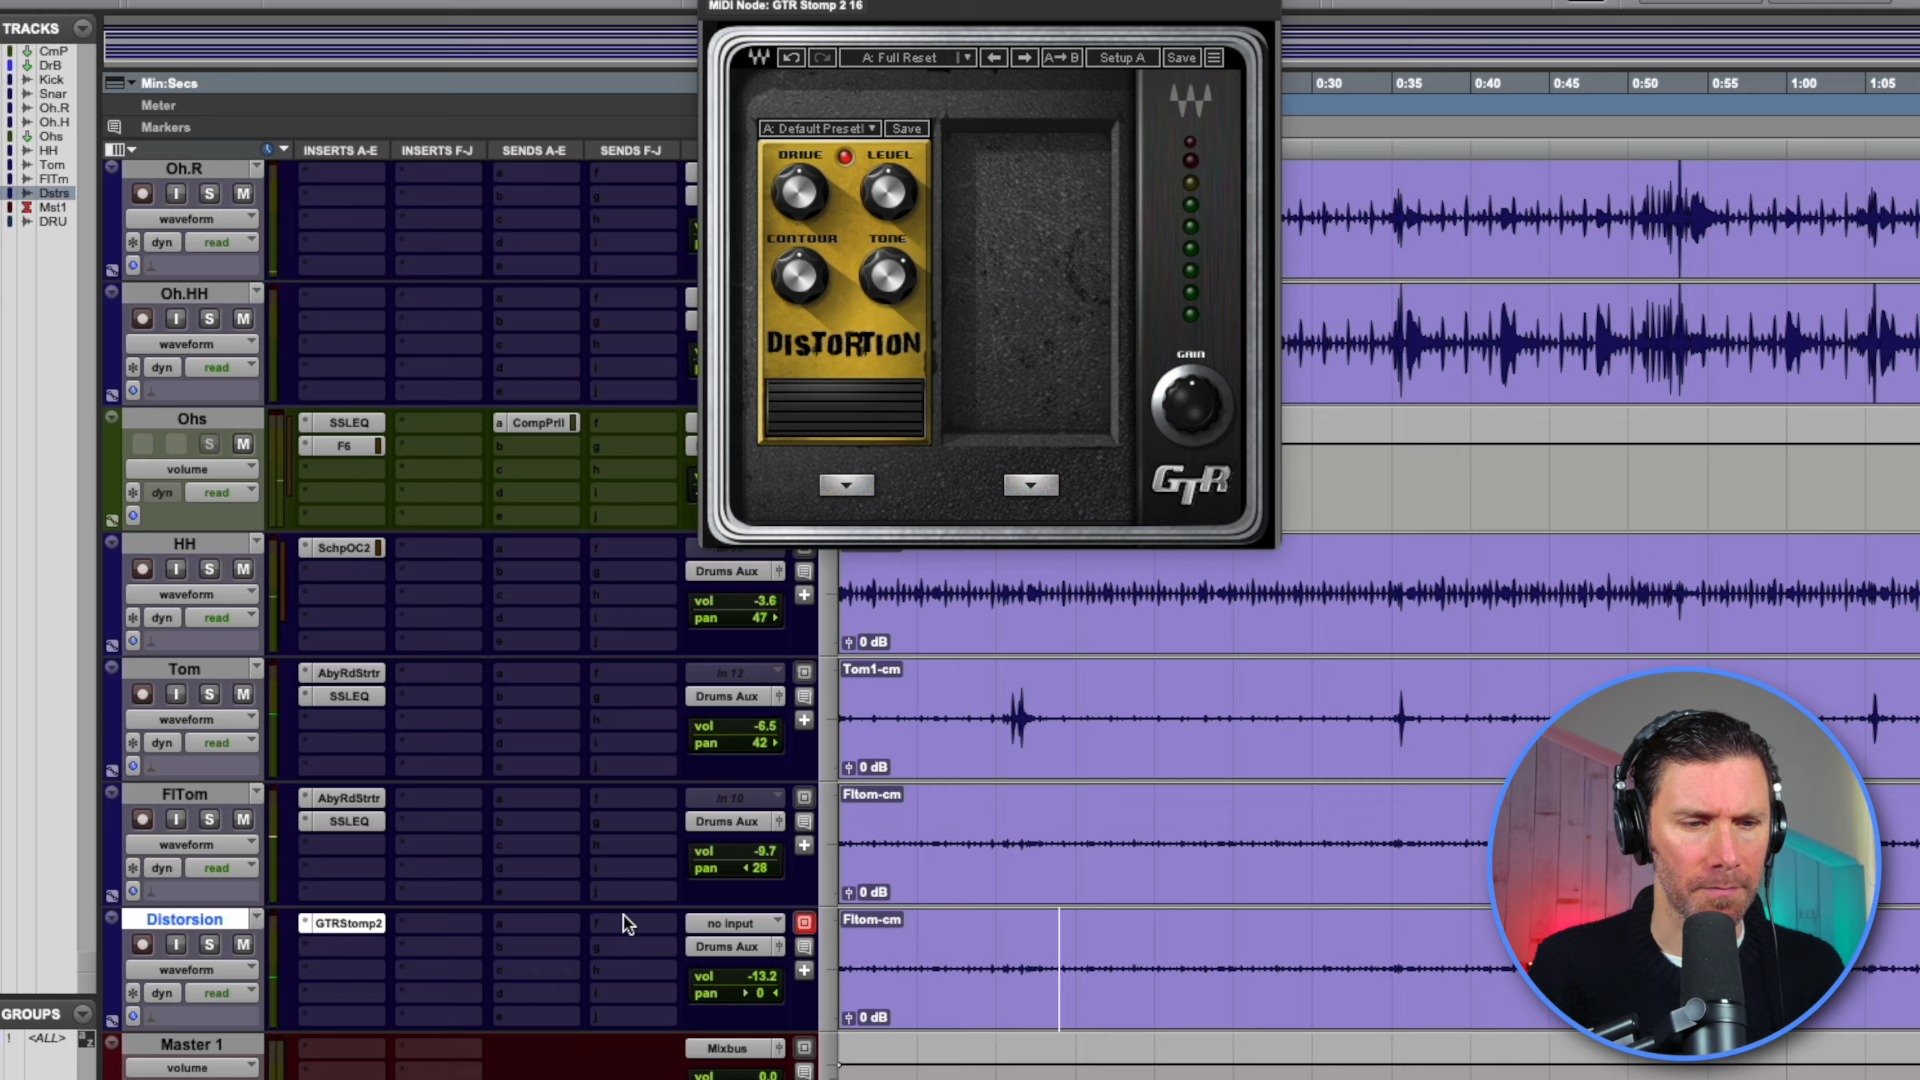 MIDI Node: GTR Stomp 2 16
TRACKS
CmP
DrB
Kick
Snar
Oh.R
Oh.H
Ohs
HH
Tom
FlTm
Dstrs
Mst1
DRU
GROUPS
! <ALL> a z
A: Full Reset
A→B
Setup A
Save
A: Default Preset
Save
DRIVE LEVEL
CONTOUR TONE
DISTORTION
GAIN
GTR
Min:Secs
0:30 0:35 0:40 0:45 0:50 0:55 1:00 1:05
Meter
Markers
INSERTS A-E INSERTS F-J SENDS A-E SENDS F-J
Oh.R
I S M
waveform
dyn read
a b c d e
f g h i j
Oh.HH
I S M
waveform
dyn read
a b c d e
f g h i j
Ohs
SSLEQ
F6
a CompPrll
S M
volume
dyn read
b c d e
f g h i j
HH
SchpOC2
I S M
waveform
dyn read
a b c d e
f g h i j
Drums Aux
vol -3.6
pan 47
0 dB
Tom
AbyRdStrtr
SSLEQ
I S M
waveform
dyn read
a b c d e
f g h i j
In 12
Drums Aux
vol -6.5
pan 42
Tom1-cm
0 dB
FlTom
AbyRdStrtr
SSLEQ
I S M
waveform
dyn read
a b c d e
f g h i j
In 10
Drums Aux
vol -9.7
pan 28
Fltom-cm
0 dB
Distorsion
GTRStomp2
I S M
waveform
dyn read
a b c d e
f g h i j
no input
Drums Aux
vol -13.2
pan 0
Fltom-cm
0 dB
Master 1
volume
Mixbus
vol 0.0